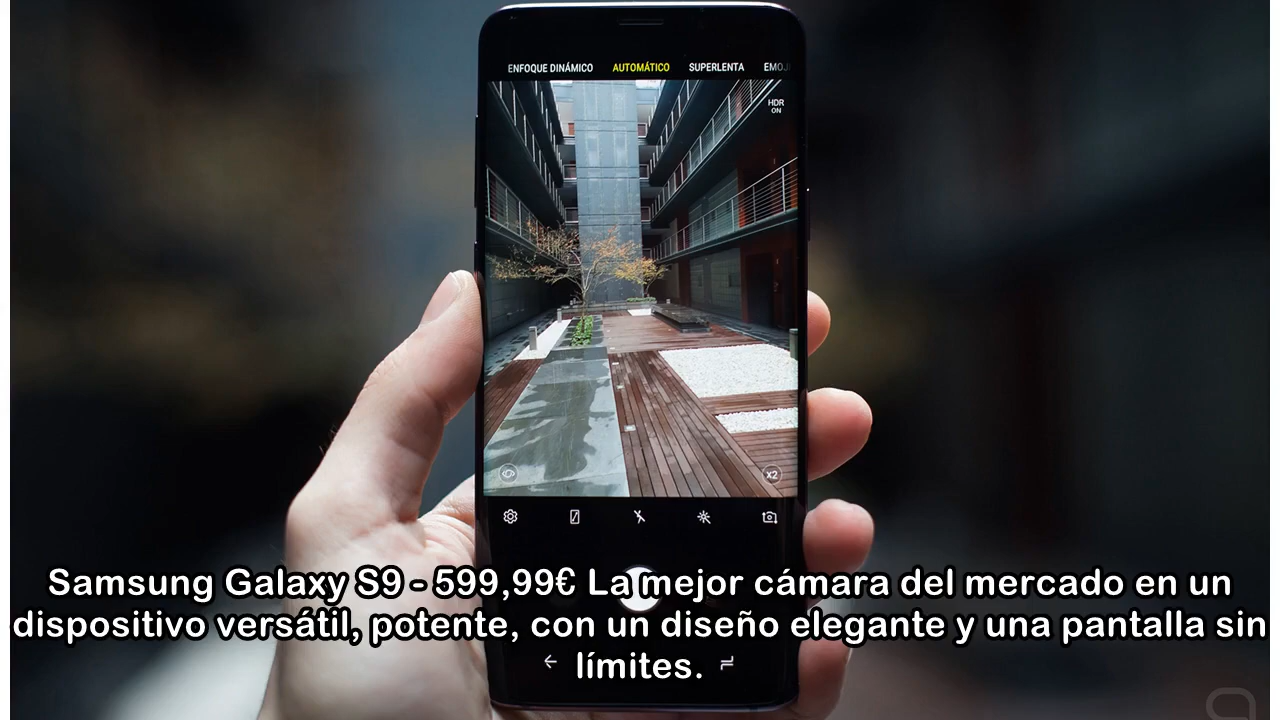 ENFOQUE DINÁMICO AUTOMÁTICO SUPERLENTA EMOJI
HDR
ON
x2
Samsung Galaxy S9 - 599,99€ La mejor cámara del mercado en un
dispositivo versátil, potente, con un diseño elegante y una pantalla sin
límites.